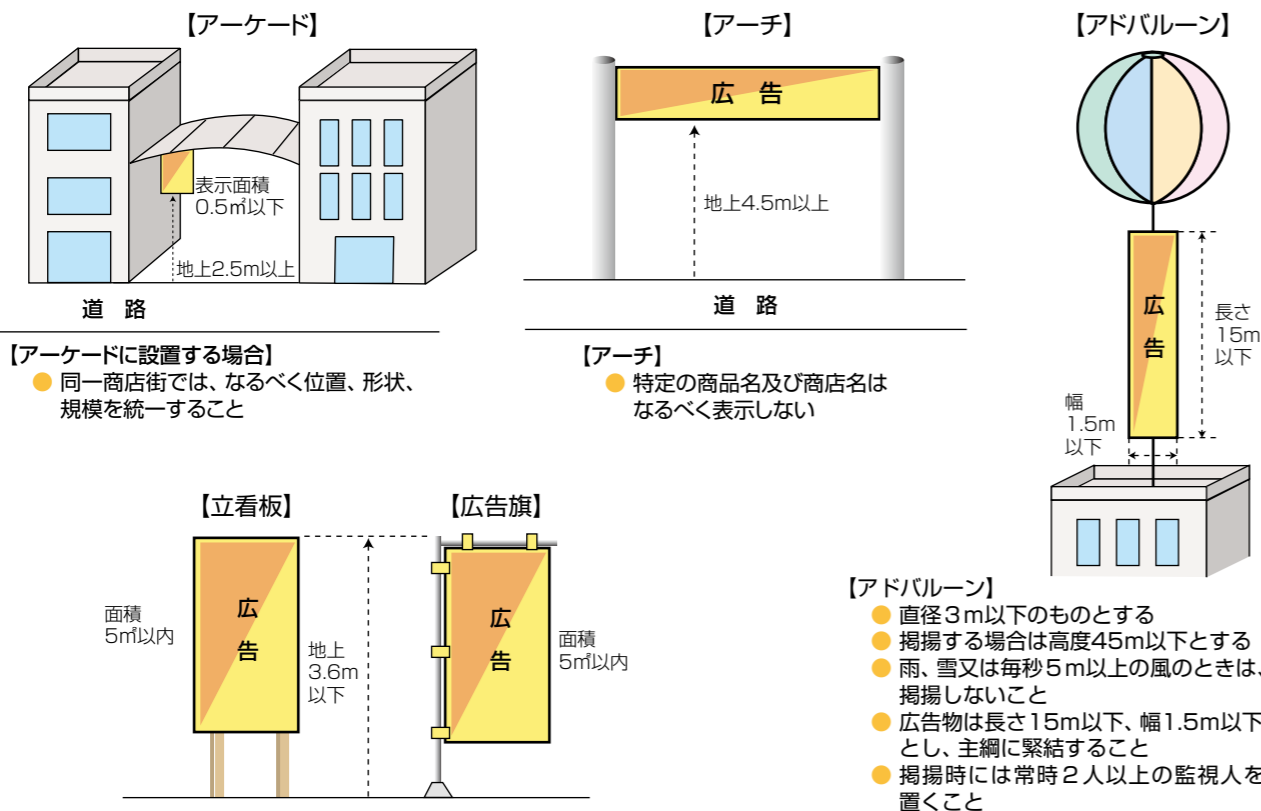 【アーケード】
表示面積
0.5㎡以下
地上2.5m以上
道 路
【アーケードに設置する場合】
● 同一商店街では、なるべく位置、形状、
規模を統一すること
【アーチ】
広 告
地上4.5m以上
道 路
【アーチ】
● 特定の商品名及び商店名は
なるべく表示しない
【アドバルーン】
広
告
長さ
15m
以下
幅
1.5m
以下
【アドバルーン】
● 直径3m以下のものとする
● 掲揚する場合は高度45m以下とする
● 雨、雪又は毎秒5m以上の風のときは、
掲揚しないこと
● 広告物は長さ15m以下、幅1.5m以下
とし、主綱に緊結すること
● 掲揚時には常時2人以上の監視人を
置くこと
【立看板】
面積
5㎡以内
広
告
地上
3.6m
以下
【広告旗】
広
告
面積
5㎡以内